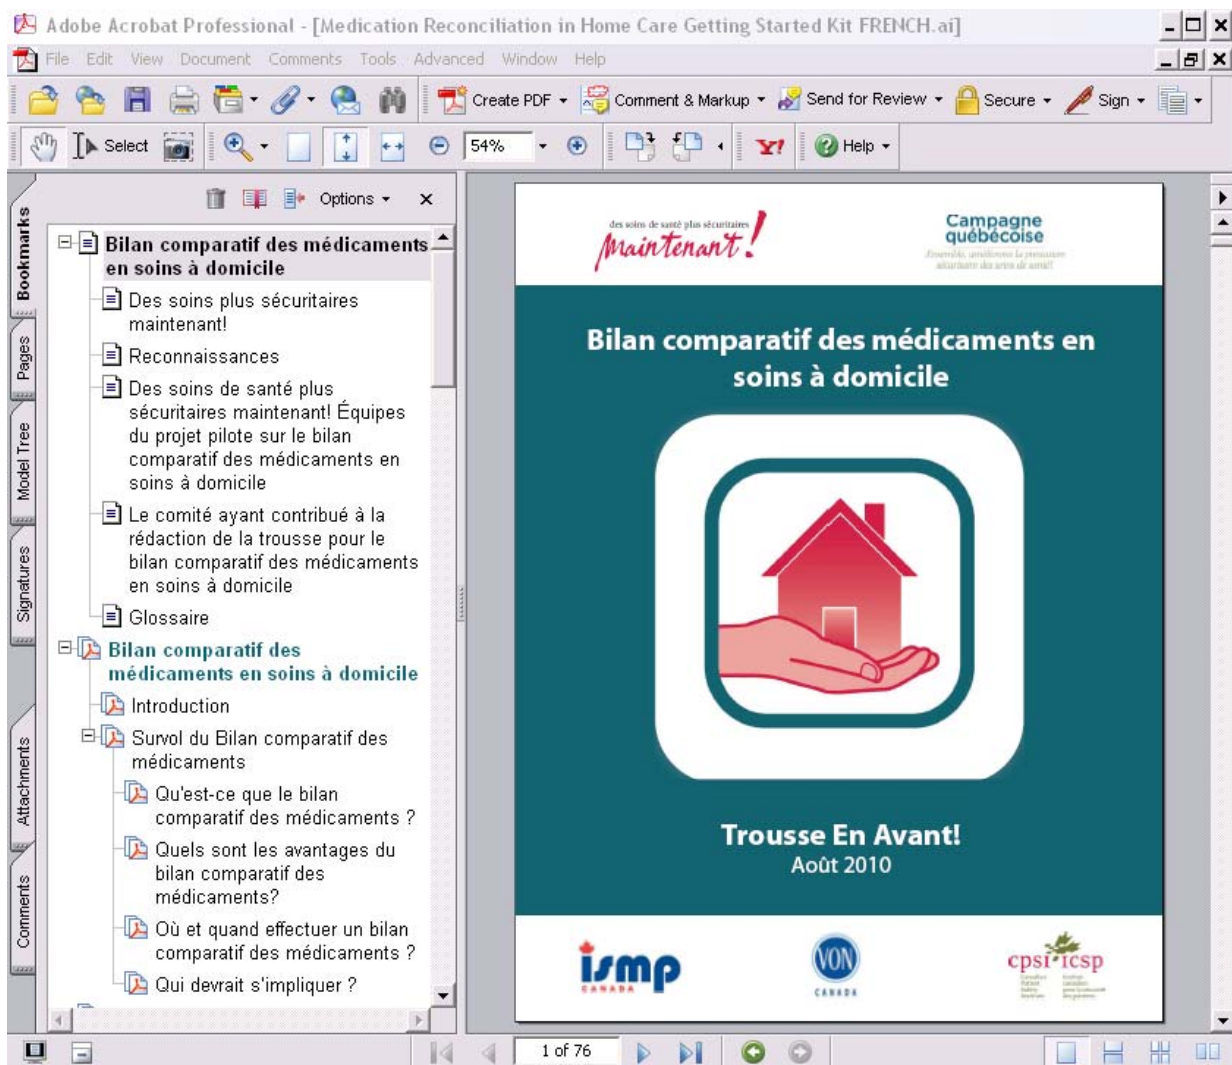 Adobe Acrobat Professional - [Medication Reconciliation in Home Care Getting Started Kit FRENCH.ai]
File Edit View Document Comments Tools Advanced Window Help
Create PDF Comment & Markup Send for Review Secure Sign
Select 54% Y! Help
Options
Bookmarks
Pages
Model Tree
Signatures
Attachments
Comments
Bilan comparatif des médicaments
en soins à domicile
Des soins plus sécuritaires
maintenant!
Reconnaissances
Des soins de santé plus
sécuritaires maintenant! Équipes
du projet pilote sur le bilan
comparatif des médicaments en
soins à domicile
Le comité ayant contribué à la
rédaction de la trousse pour le
bilan comparatif des médicaments
en soins à domicile
Glossaire
Bilan comparatif des
médicaments en soins à domicile
Introduction
Survol du Bilan comparatif des
médicaments
Qu'est-ce que le bilan
comparatif des médicaments ?
Quels sont les avantages du
bilan comparatif des
médicaments?
Où et quand effectuer un bilan
comparatif des médicaments ?
Qui devrait s'impliquer ?
des soins de santé plus sécuritaires
Maintenant!
Campagne
québécoise
Bilan comparatif des médicaments en
soins à domicile
Trousse En Avant!
Août 2010
ismp
CANADA
VON
CANADA
cpsi icsp
1 of 76